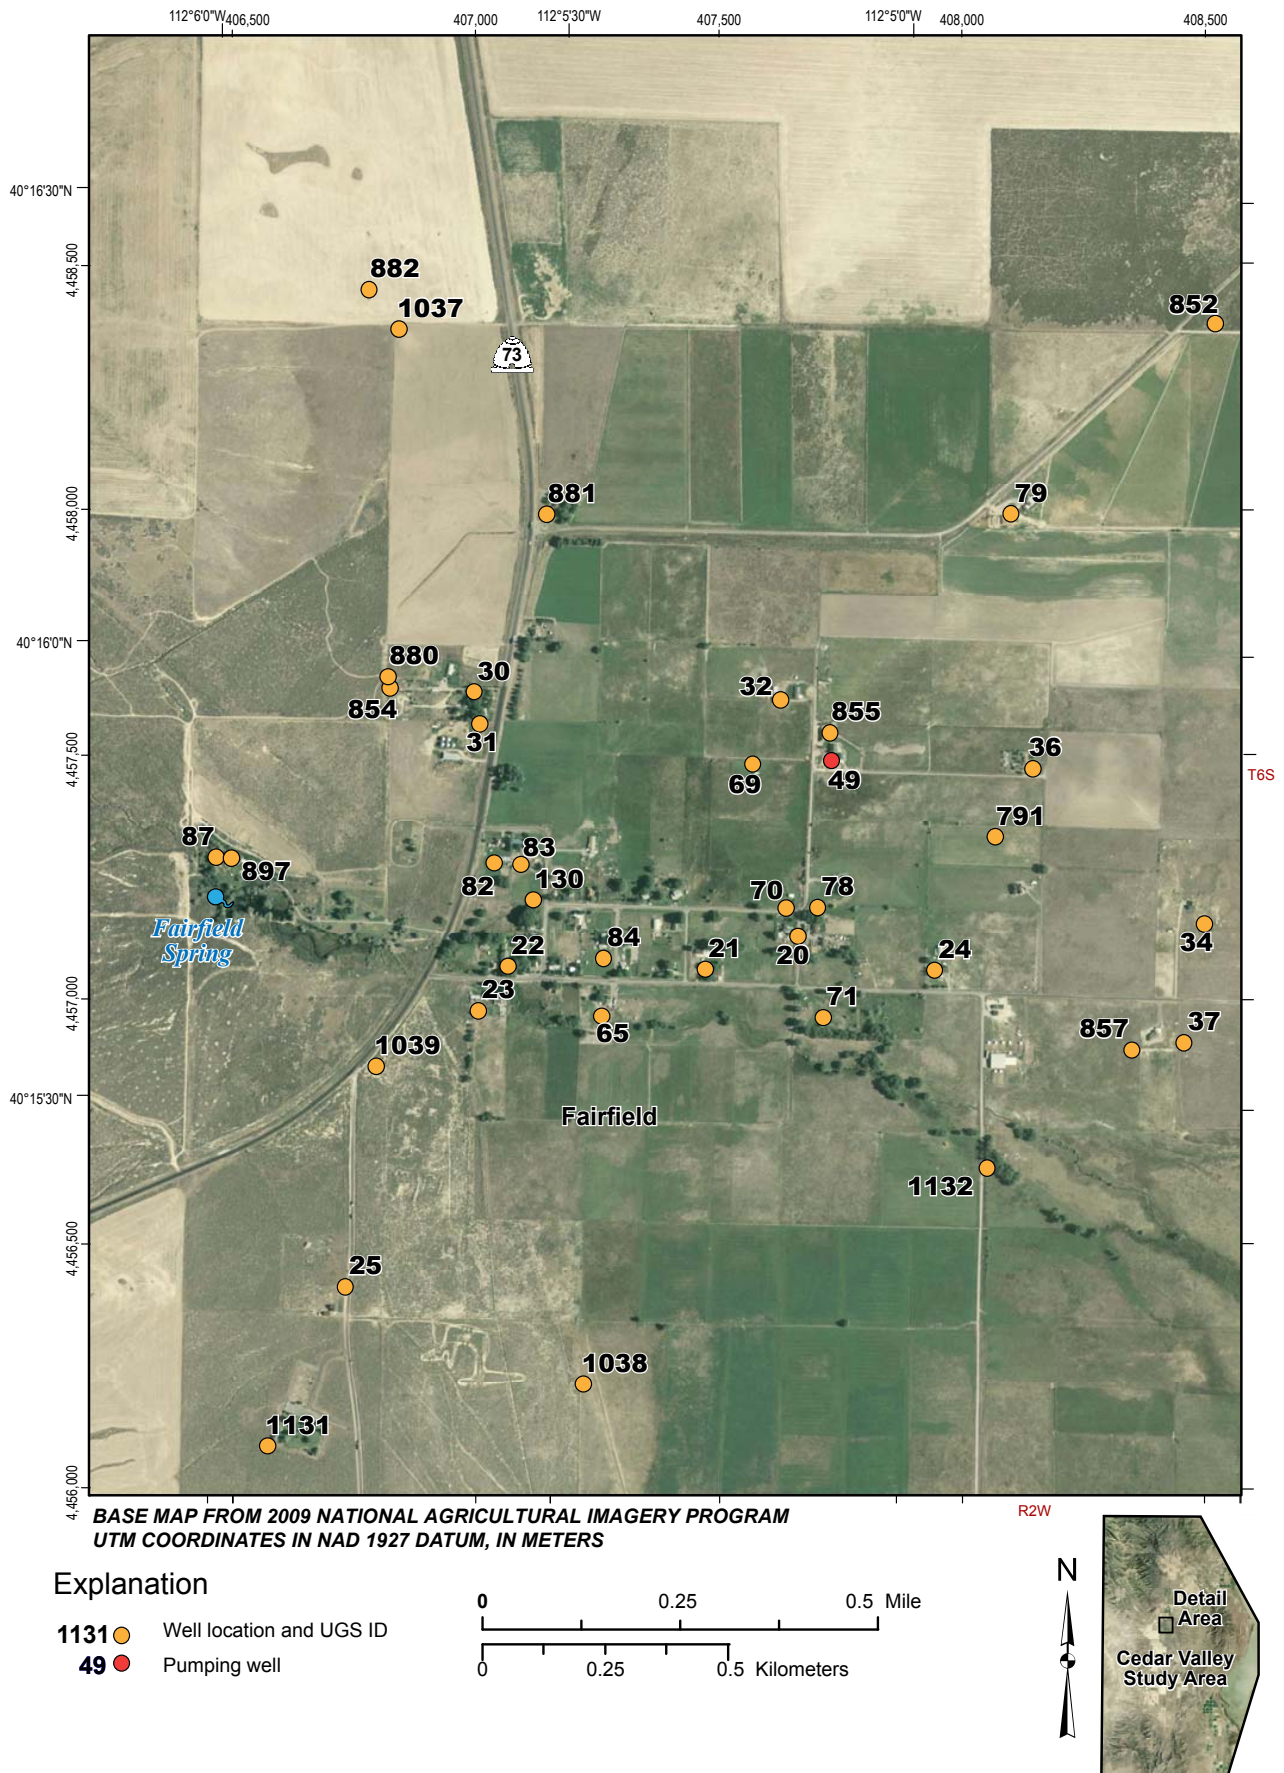 112°6'0"W 406,500 407,000 112°5'30"W 407,500 112°5'0"W 408,000 408,500
40°16'30"N
4,458,500
882
1037
852
73
4,458,000
881
79
40°16'0"N
880
30
854
32
31
855
4,457,500
36
69
49
T6S
791
87
83
897
82
130
70
78
Fairfield
Spring
84
34
22
21
20
24
4,457,000
23
71
65
857
37
1039
40°15'30"N
Fairfield
1132
4,456,500
25
1038
1131
4,456,000
BASE MAP FROM 2009 NATIONAL AGRICULTURAL IMAGERY PROGRAM
R2W
UTM COORDINATES IN NAD 1927 DATUM, IN METERS
Explanation
1131 Well location and UGS ID
49 Pumping well
0 0.25 0.5 Mile
0 0.25 0.5 Kilometers
N
Detail
Area
Cedar Valley
Study Area